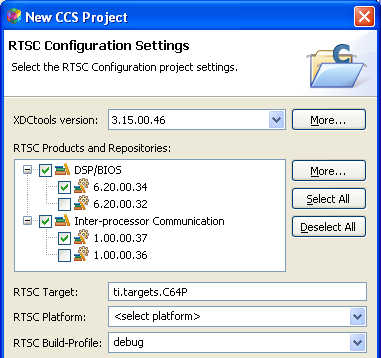 New CCS Project
RTSC Configuration Settings
Select the RTSC Configuration project settings.
XDCtools version: 3.15.00.46 More...
RTSC Products and Repositories:
DSP/BIOS More...
6.20.00.34
6.20.00.32 Select All
Inter-processor Communication Deselect All
1.00.00.37
1.00.00.36
RTSC Target: ti.targets.C64P
RTSC Platform: <select platform>
RTSC Build-Profile: debug